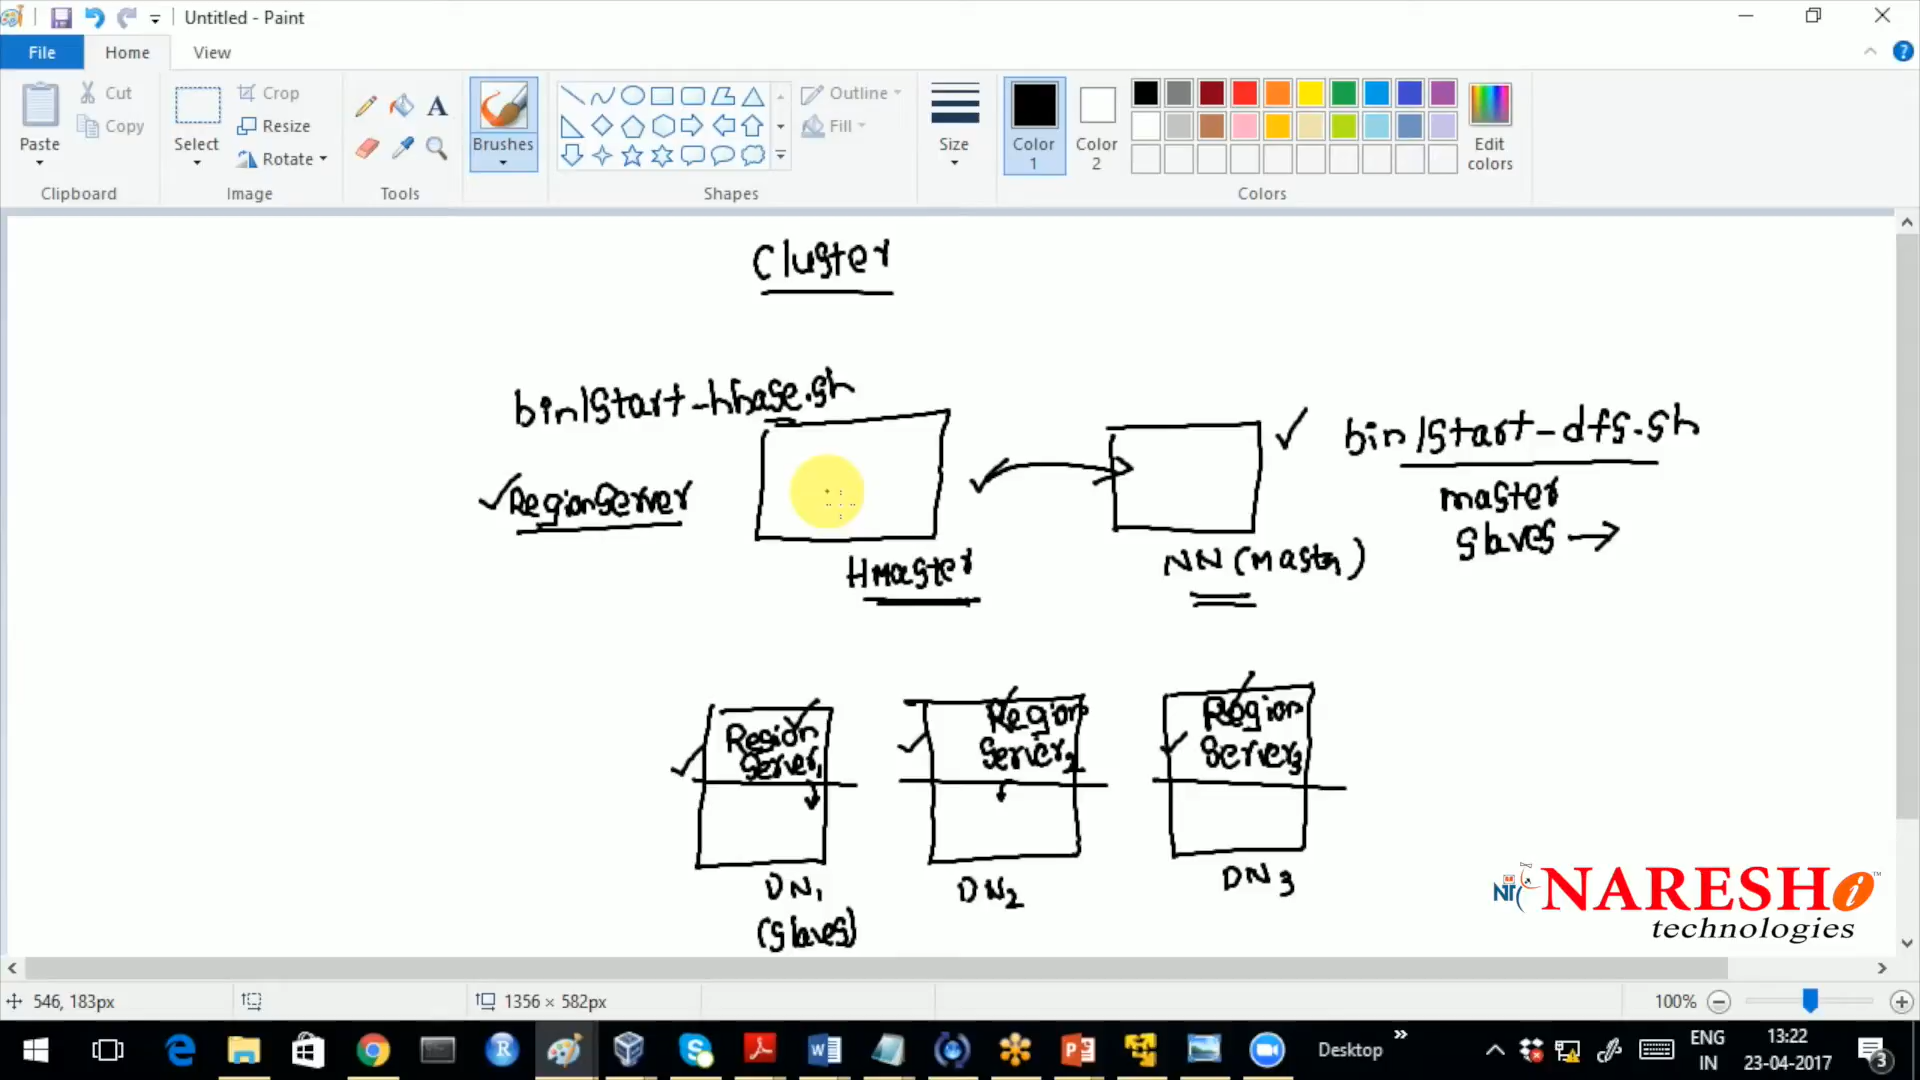 Untitled - Paint
File Home View
Paste
Cut
Copy
Clipboard
Select
Crop
Resize
Rotate
Image
A
Tools
Brushes
Outline
Fill
Shapes
Size
Color 1
Color 2
Edit colors
Colors
Cluster
bin/start-hbase.sh
✓RegionServer
Hmaster
NN (Master)
bin/start-dfs.sh
master
slaves →
Region
Server1
Region
Server2
Region
Server3
DN1
(slaves)
DN2
DN3
NARESH i
technologies
546, 183px
1356 × 582px
100%
Desktop
ENG
IN
13:22
23-04-2017
3